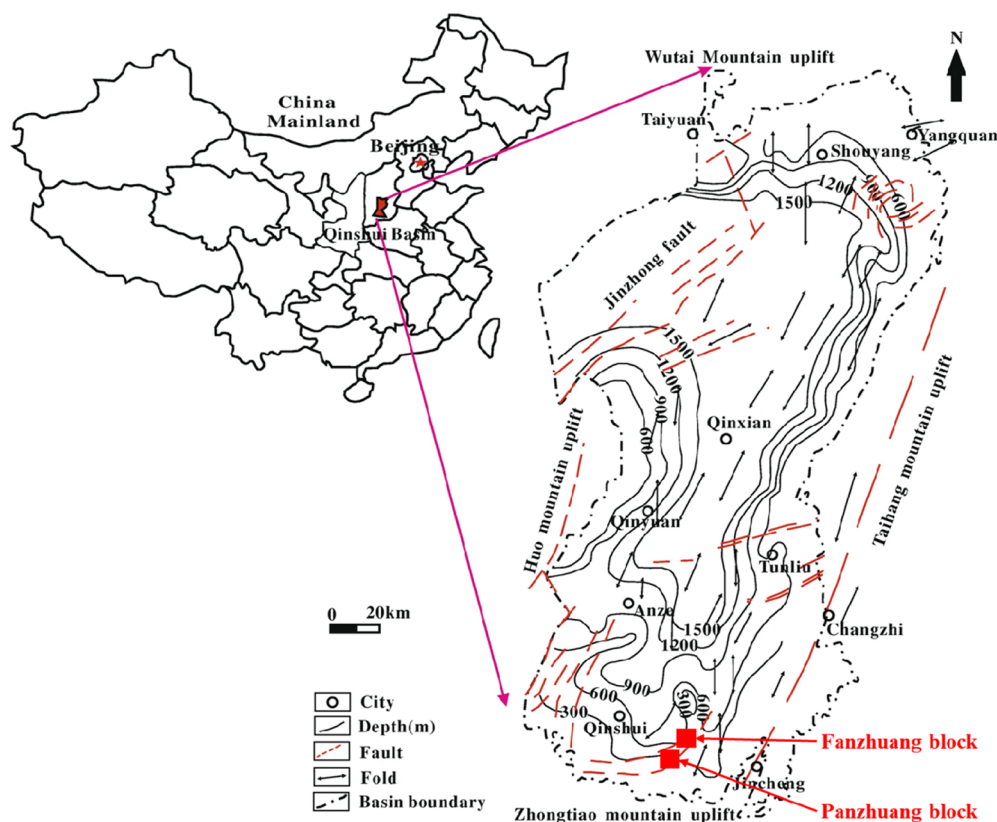 China
Mainland
Beijing
Qinshui Basin
Wutai Mountain uplift
N
Taiyuan
Yangquan
Shouyang
900
1200
600
1500
Jinzhong fault
1500
1200
900
600
Qinxian
Taihang mountain uplift
Huo mountain uplift
Qinyuan
Tunliu
0 20km
Anze
1500
Changzhi
1200
900
600
300
900
600
Qinshui
Fanzhuang block
Jincheng
Panzhuang block
Zhongtiao mountain uplift
City
Depth(m)
Fault
Fold
Basin boundary